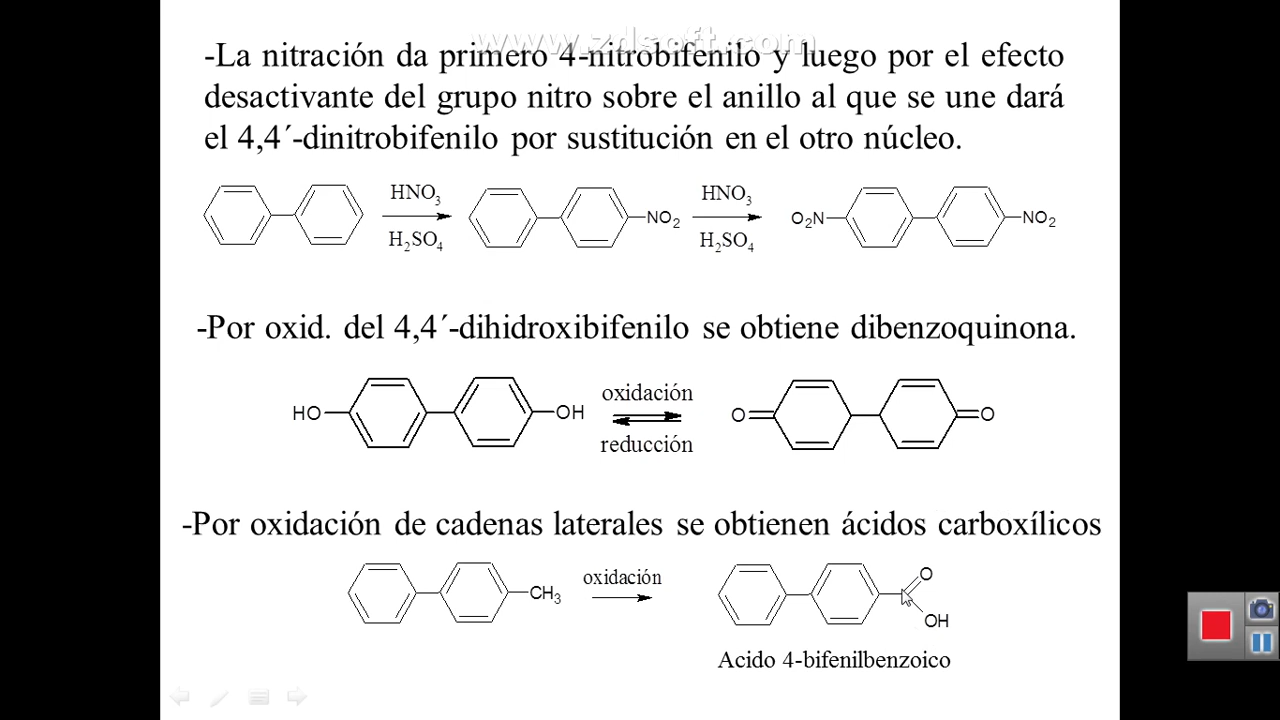 www.zdsoft.com
-La nitración da primero 4-nitrobifenilo y luego por el efecto
desactivante del grupo nitro sobre el anillo al que se une dará
el 4,4´-dinitrobifenilo por sustitución en el otro núcleo.
HNO3 HNO3
NO2 O2N NO2
H2SO4 H2SO4
-Por oxid. del 4,4´-dihidroxibifenilo se obtiene dibenzoquinona.
oxidación
HO OH O O
reducción
-Por oxidación de cadenas laterales se obtienen ácidos carboxílicos
oxidación O
CH3
OH
Acido 4-bifenilbenzoico